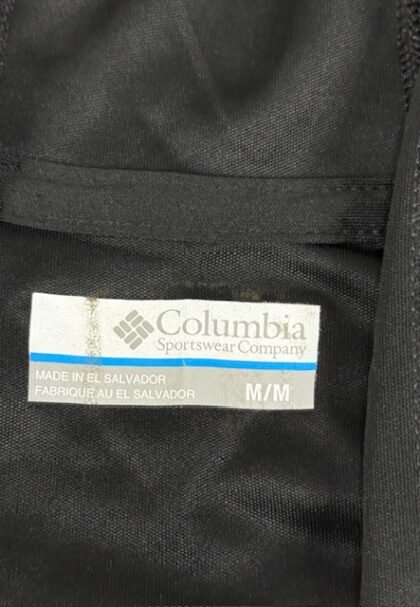 Columbia
Sportswear Company
MADE IN EL SALVADOR
FABRIQUE AU EL SALVADOR
M/M